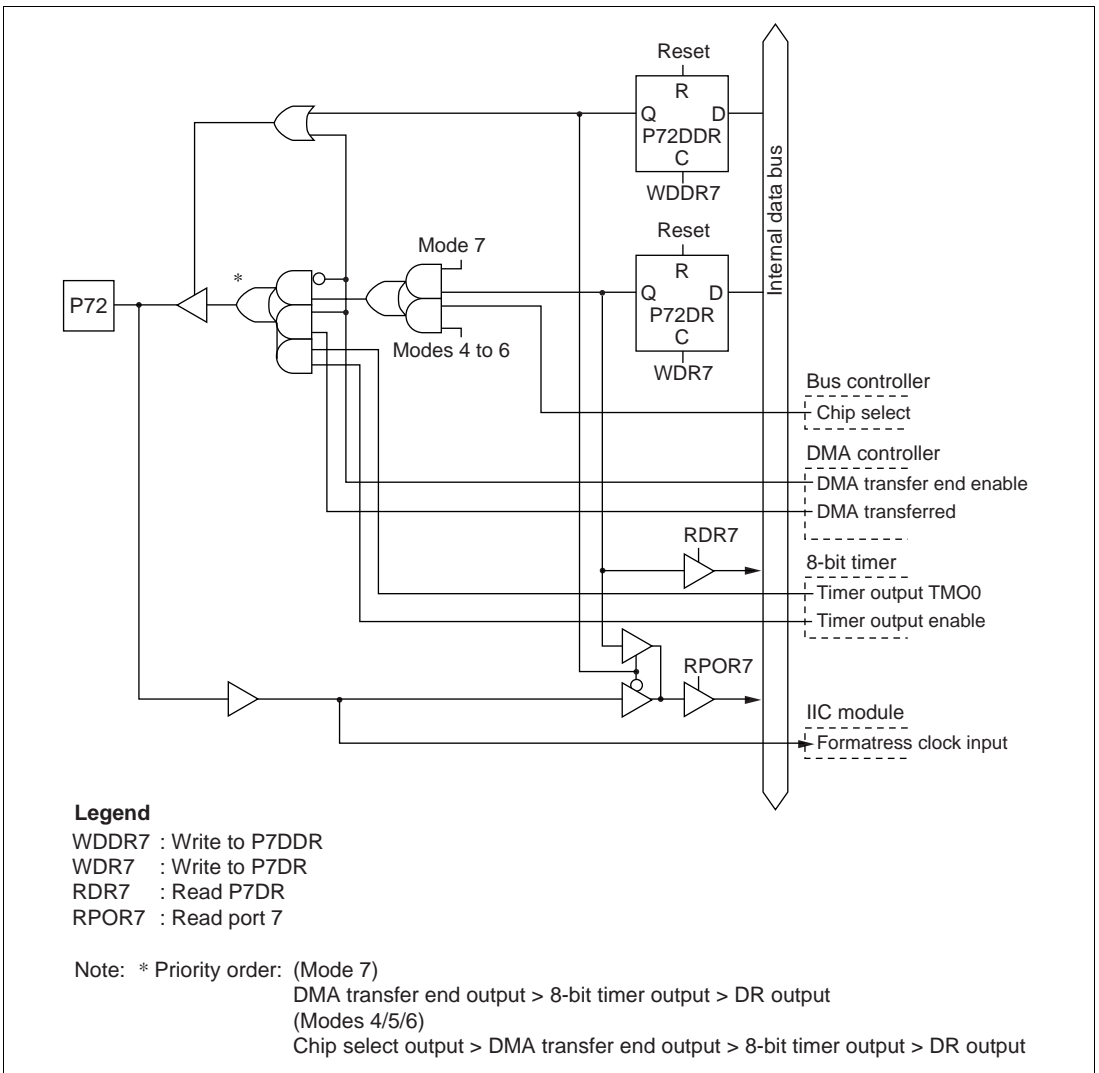 Reset
R
Q D
P72DDR
C
WDDR7
Internal data bus
Reset
R
Q D
P72DR
C
WDR7
Mode 7
*
P72
Modes 4 to 6
Bus controller
Chip select
DMA controller
DMA transfer end enable
DMA transferred
RDR7
8-bit timer
Timer output TMO0
Timer output enable
RPOR7
IIC module
Formatress clock input
Legend
WDDR7 : Write to P7DDR
WDR7 : Write to P7DR
RDR7 : Read P7DR
RPOR7 : Read port 7
Note: * Priority order: (Mode 7)
DMA transfer end output > 8-bit timer output > DR output
(Modes 4/5/6)
Chip select output > DMA transfer end output > 8-bit timer output > DR output